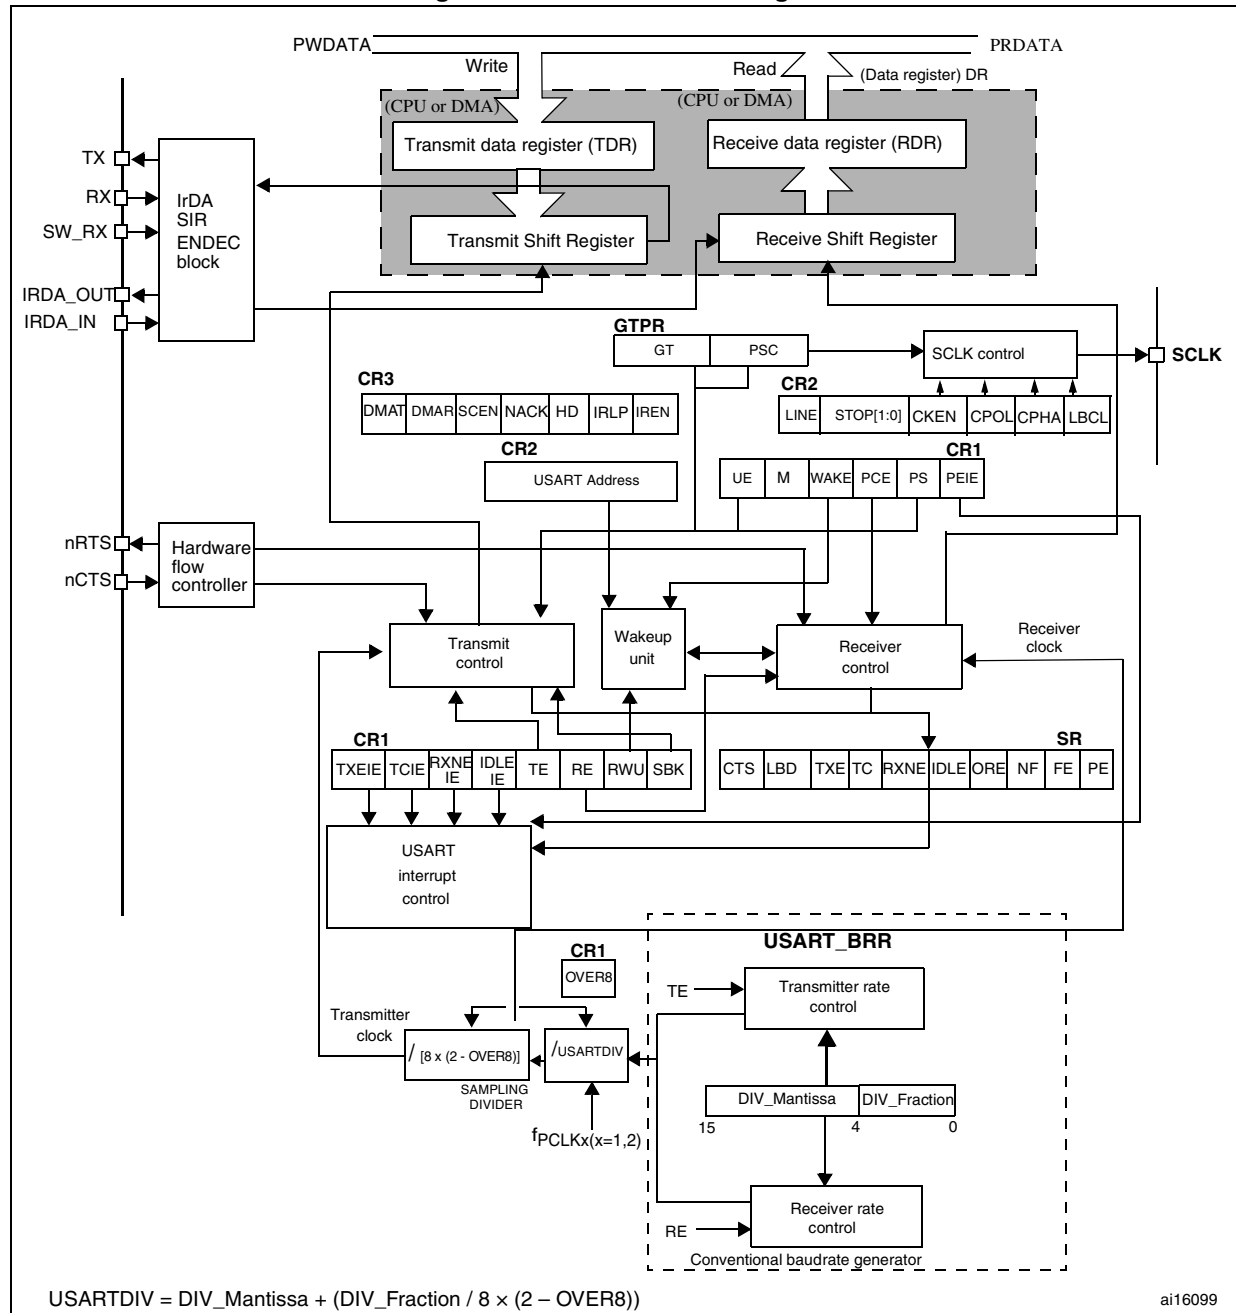 PWDATA
PRDATA
Write
Read
(Data register) DR
(CPU or DMA)
(CPU or DMA)
Transmit data register (TDR)
Receive data register (RDR)
TX
RX
SW_RX
IRDA_OUT
IRDA_IN
IrDA
SIR
ENDEC
block
Transmit Shift Register
Receive Shift Register
GTPR
GT
PSC
SCLK control
SCLK
CR3
DMAT
DMAR
SCEN
NACK
HD
IRLP
IREN
CR2
LINE
STOP[1:0]
CKEN
CPOL
CPHA
LBCL
CR2
USART Address
CR1
UE
M
WAKE
PCE
PS
PEIE
nRTS
nCTS
Hardware
flow
controller
Transmit
control
Wakeup
unit
Receiver
control
Receiver
clock
CR1
TXEIE
TCIE
RXNE
IE
IDLE
IE
TE
RE
RWU
SBK
SR
CTS
LBD
TXE
TC
RXNE
IDLE
ORE
NF
FE
PE
USART
interrupt
control
USART_BRR
CR1
OVER8
TE
Transmitter rate
control
Transmitter
clock
/ [8 x (2 - OVER8)]
/USARTDIV
SAMPLING
DIVIDER
fPCLKx(x=1,2)
DIV_Mantissa
DIV_Fraction
15
4
0
RE
Receiver rate
control
Conventional baudrate generator
USARTDIV = DIV_Mantissa + (DIV_Fraction / 8 × (2 – OVER8))
ai16099